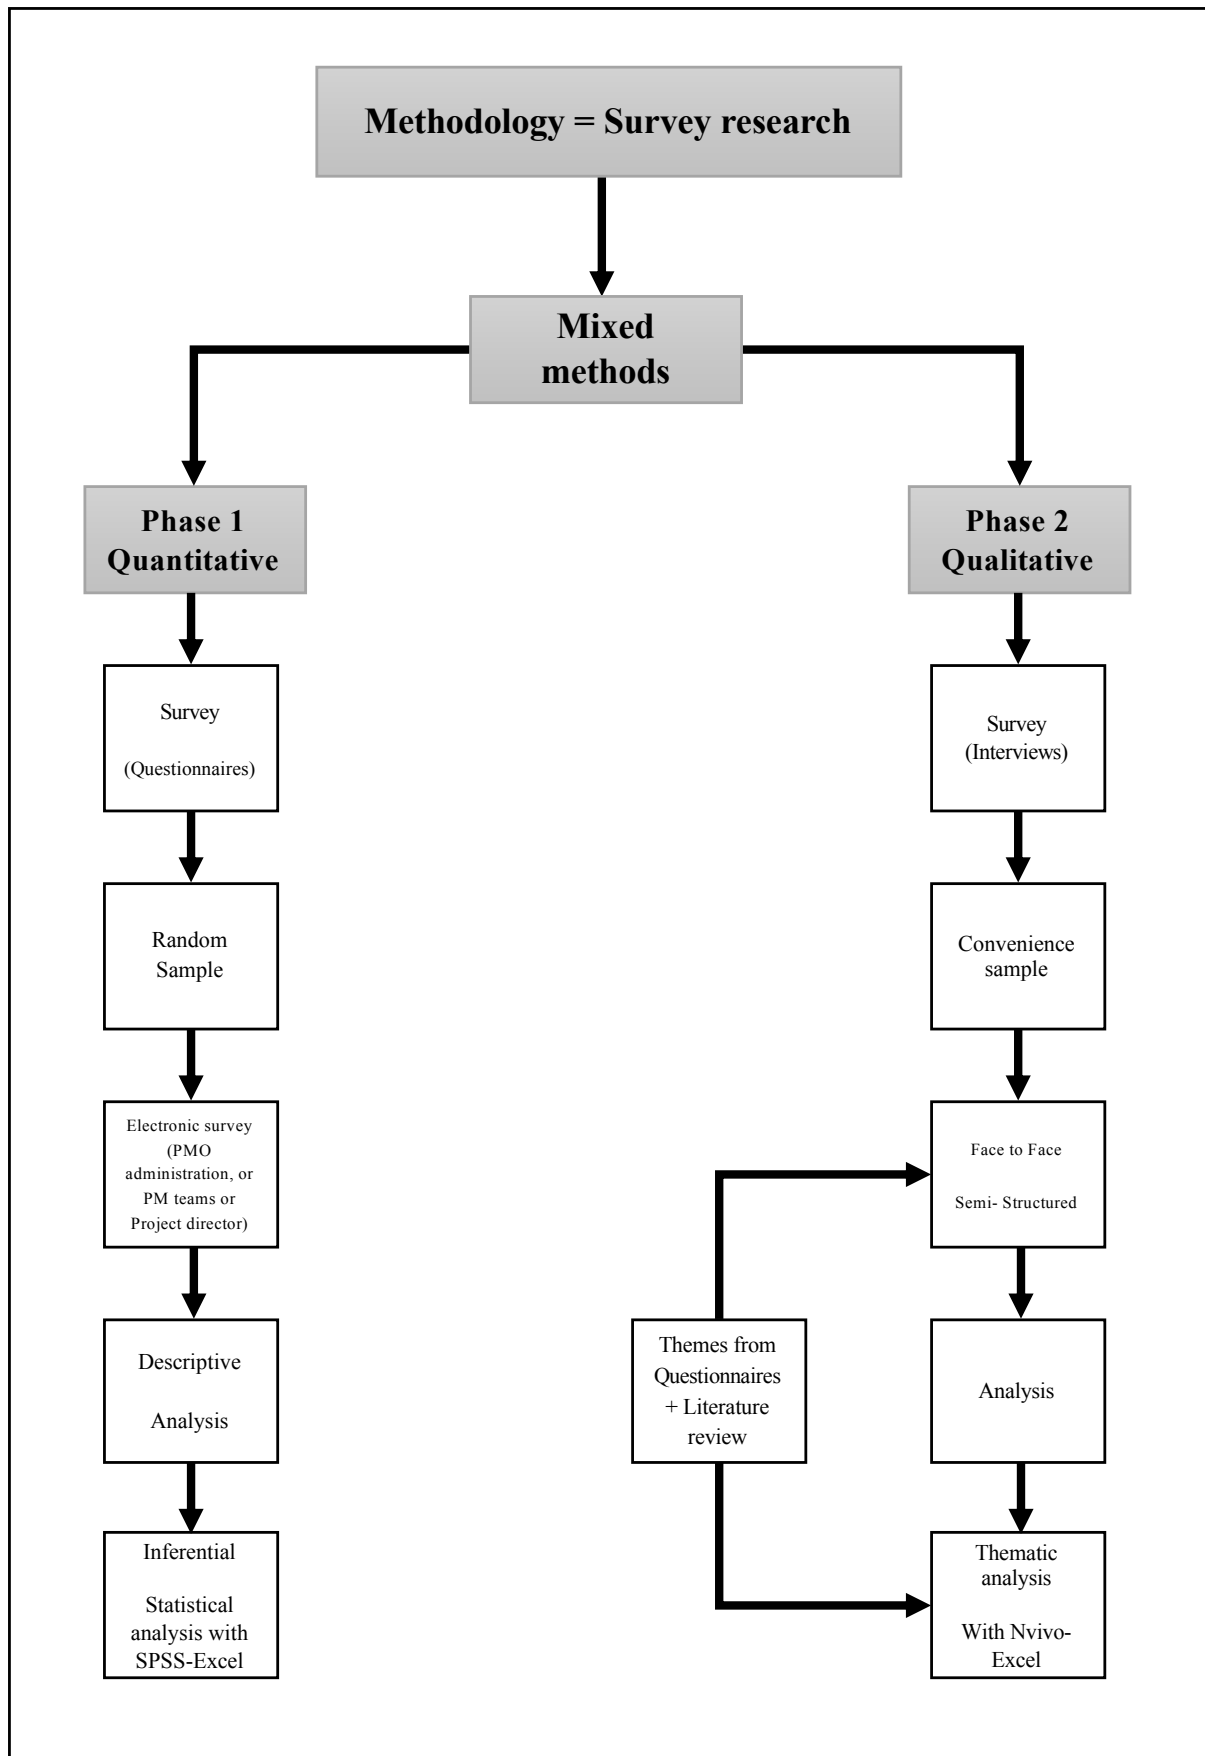 Methodology = Survey research
Mixed
methods
Phase 1
Quantitative
Survey
(Questionnaires)
Random
Sample
Electronic survey
(PMO
administration, or
PM teams or
Project director)
Descriptive
Analysis
Inferential
Statistical
analysis with
SPSS-Excel
Phase 2
Qualitative
Survey
(Interviews)
Convenience
sample
Face to Face
Semi- Structured
Themes from
Questionnaires
+ Literature
review
Analysis
Thematic
analysis
With Nvivo-
Excel